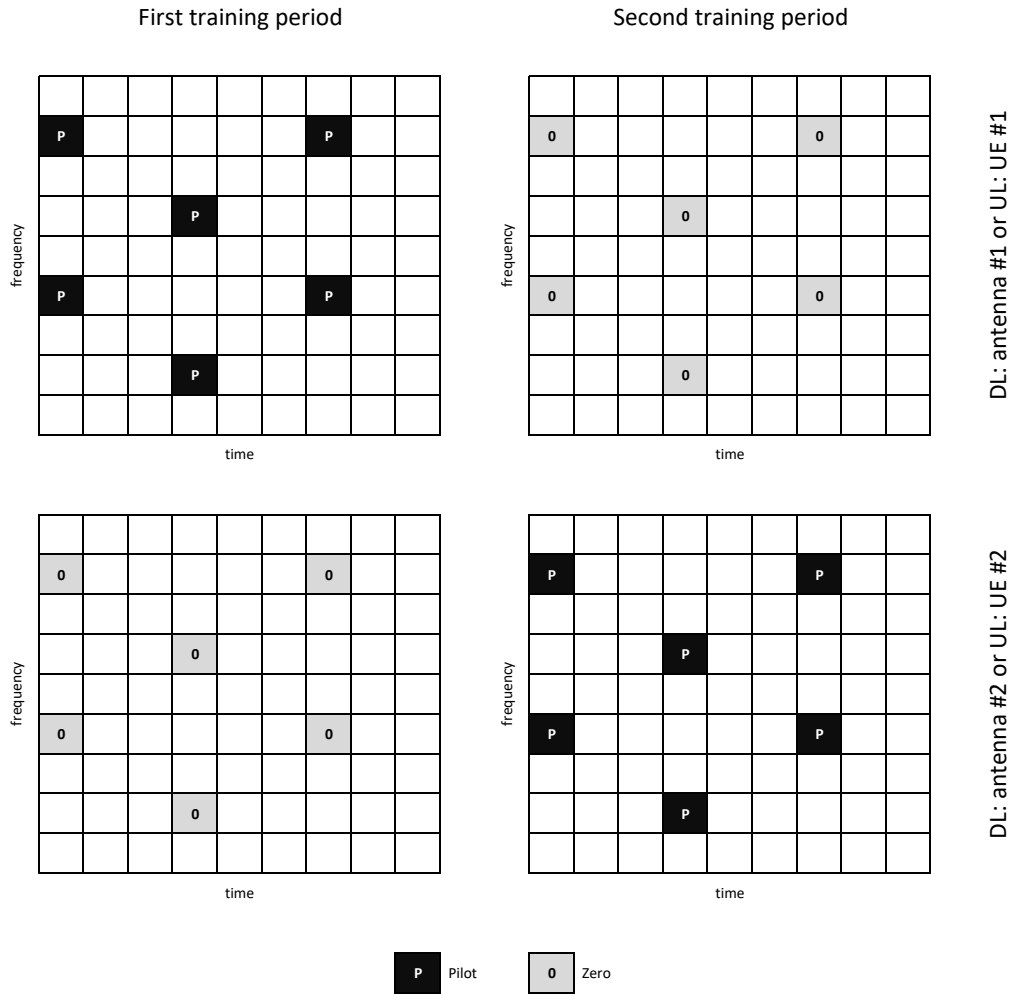 First training period
Second training period
P P
P
P P
P
frequency
time
0 0
0
0 0
0
frequency
time
DL: antenna #1 or UL: UE #1
0 0
0
0 0
0
frequency
time
P P
P
P P
P
frequency
time
DL: antenna #2 or UL: UE #2
P Pilot
0 Zero